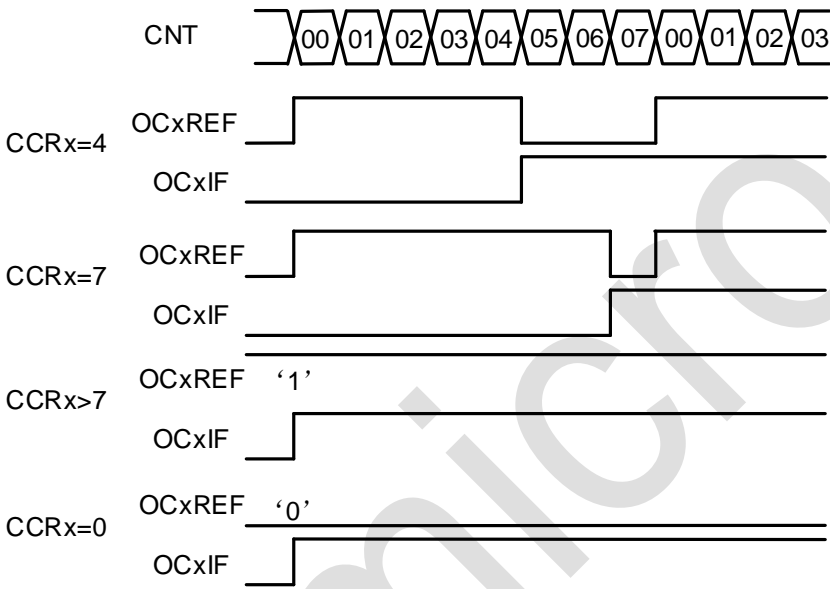 CNT 00 01 02 03 04 05 06 07 00 01 02 03
CCRx=4
OCxREF
OCxIF
CCRx=7
OCxREF
OCxIF
CCRx>7
OCxREF ‘1’
OCxIF
CCRx=0
OCxREF ‘0’
OCxIF
micro